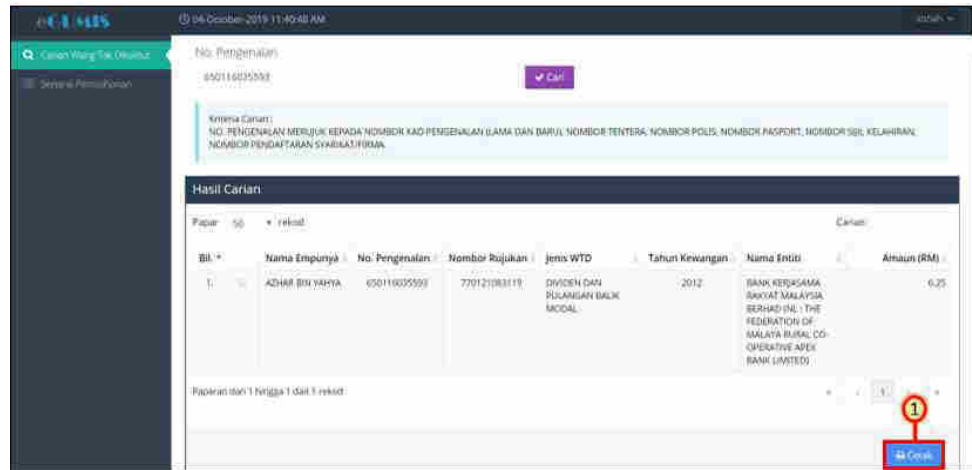 eGUMIS
04-October-2019 11:40:48 AM
Carian Wang Tak Dituntut
Senarai Permohonan
No. Pengenalan
650116035593
Cari
Kriteria Carian :
NO. PENGENALAN MERUJUK KEPADA NOMBOR KAD PENGENALAN (LAMA DAN BARU), NOMBOR TENTERA, NOMBOR POLIS, NOMBOR PASPORT, NOMBOR SIJIL KELAHIRAN,
NOMBOR PENDAFTARAN SYARIKAT/FIRMA.
Hasil Carian
Papar 50 rekod
Carian:
Bil. Nama Empunya No. Pengenalan Nombor Rujukan Jenis WTD Tahun Kewangan Nama Entiti Amaun (RM)
1. AZHAR BIN YAHYA 650116035593 770121083119 DIVIDEN DAN PULANGAN BALIK MODAL 2012 BANK KERJASAMA RAKYAT MALAYSIA BERHAD (NL : THE FEDERATION OF MALAYA RURAL CO-OPERATIVE APEX BANK LIMITED) 6.25
Paparan dari 1 hingga 1 dari 1 rekod
1
1
Cetak